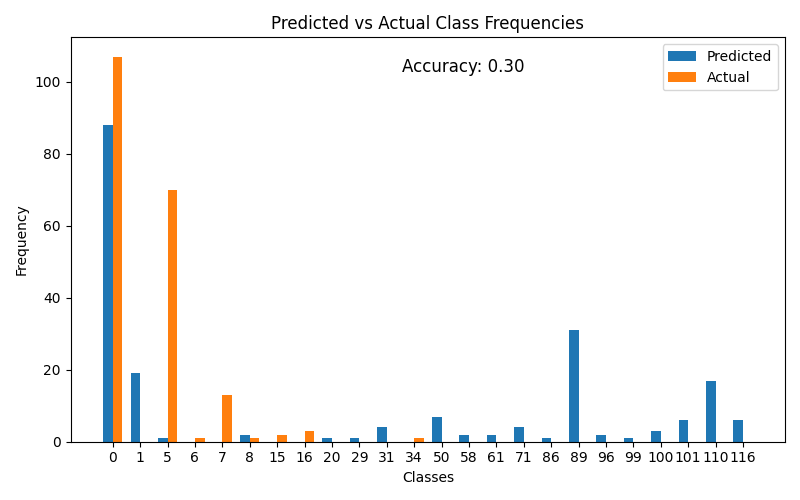 Predicted vs Actual Class Frequencies
Accuracy: 0.30
Predicted
Actual
Frequency
100
80
60
40
20
0
0 1 5 6 7 8 15 16 20 29 31 34 50 58 61 71 86 89 96 99 100 101 110 116
Classes